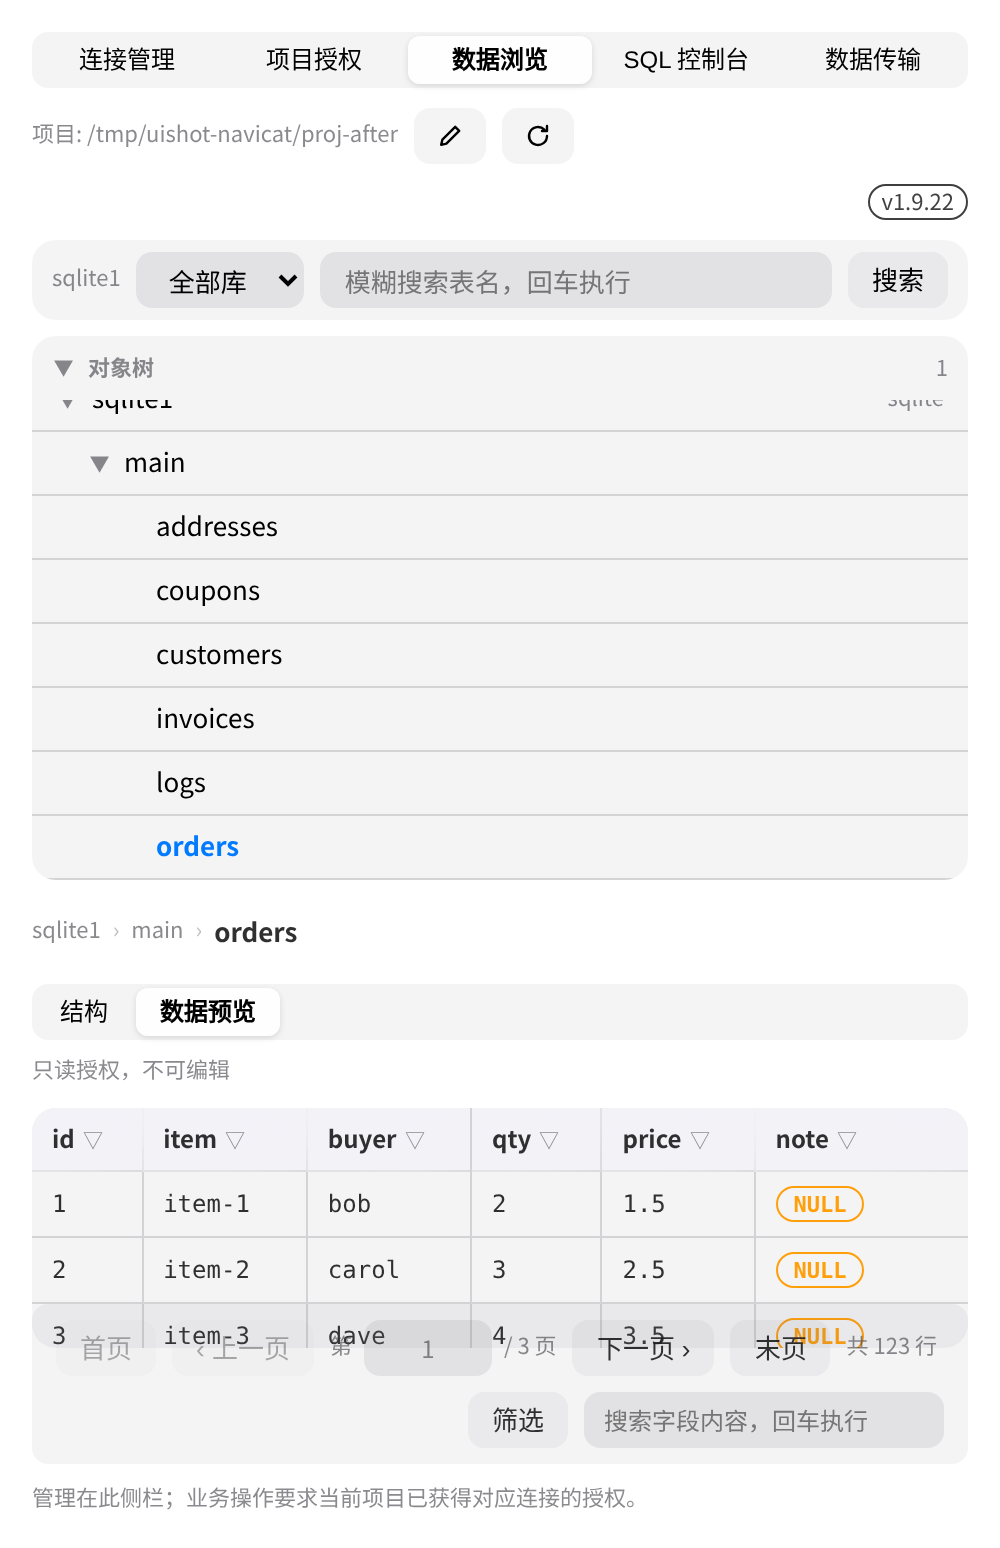 连接管理 项目授权 数据浏览 SQL 控制台 数据传输
项目: /tmp/uishot-navicat/proj-after
v1.9.22
sqlite1 全部库 模糊搜索表名，回车执行 搜索
▼ 对象树 1
▼ sqlite1 sqlite
▼ main
addresses
coupons
customers
invoices
logs
orders
sqlite1 › main › orders
结构 数据预览
只读授权，不可编辑
id ▽ item ▽ buyer ▽ qty ▽ price ▽ note ▽
1 item-1 bob 2 1.5 NULL
2 item-2 carol 3 2.5 NULL
3 item-3 dave 4 3.5 NULL
首页 ‹ 上一页 第 1 / 3 页 下一页 › 末页 共 123 行
筛选 搜索字段内容，回车执行
管理在此侧栏；业务操作要求当前项目已获得对应连接的授权。